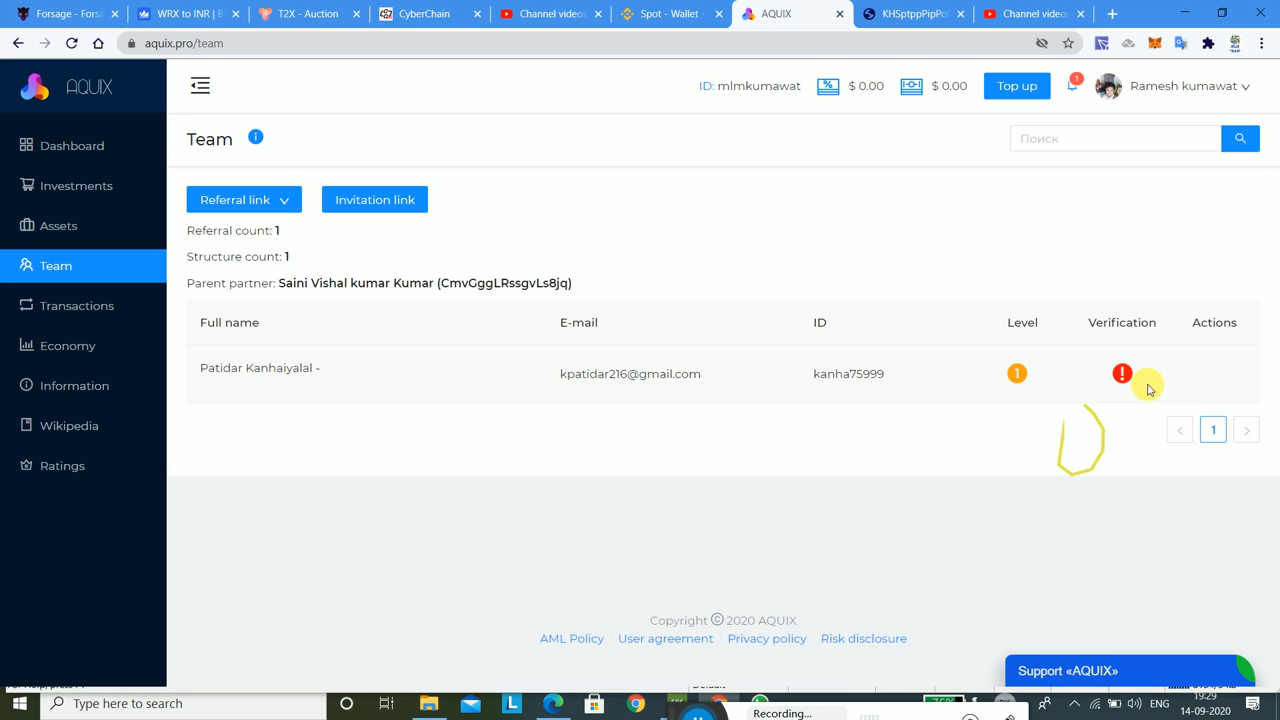 Forsage - Forsa
WRX to INR | B
T2X - Auction
CyberChain
Channel videos
Spot - Wallet -
AQUIX
KHSptppPipPo
Channel videos
aquix.pro/team
AQUIX
ID: mlmkumawat
$ 0.00
$ 0.00
Top up
1
Ramesh kumawat
Dashboard
Investments
Assets
Team
Transactions
Economy
Information
Wikipedia
Ratings
Team
Поиск
Referral link
Invitation link
Referral count: 1
Structure count: 1
Parent partner: Saini Vishal kumar Kumar (CmvGggLRssgvLs8jq)
Full name E-mail ID Level Verification Actions
Patidar Kanhaiyalal - kpatidar216@gmail.com kanha75999 1
< 1 >
Copyright © 2020 AQUIX
AML Policy User agreement Privacy policy Risk disclosure
Support «AQUIX»
Type here to search
Recording...
ENG
19:29
14-09-2020